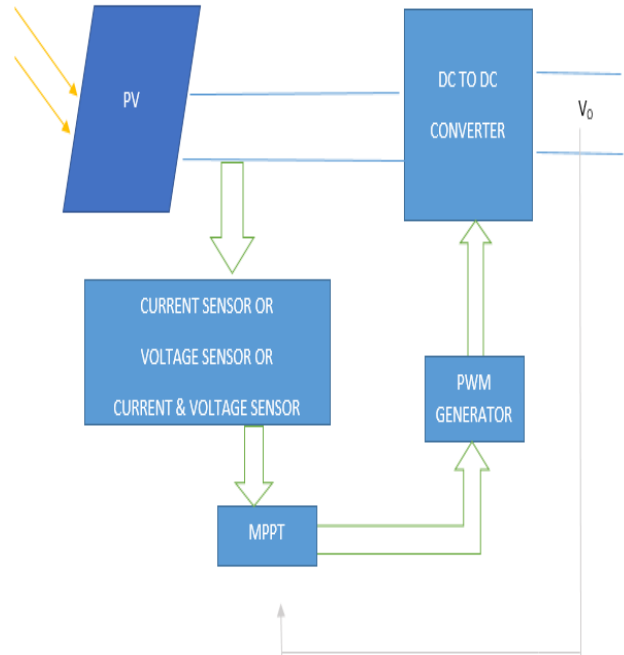 PV
DC TO DC
CONVERTER
V₀
CURRENT SENSOR OR
VOLTAGE SENSOR OR
CURRENT & VOLTAGE SENSOR
PWM
GENERATOR
MPPT